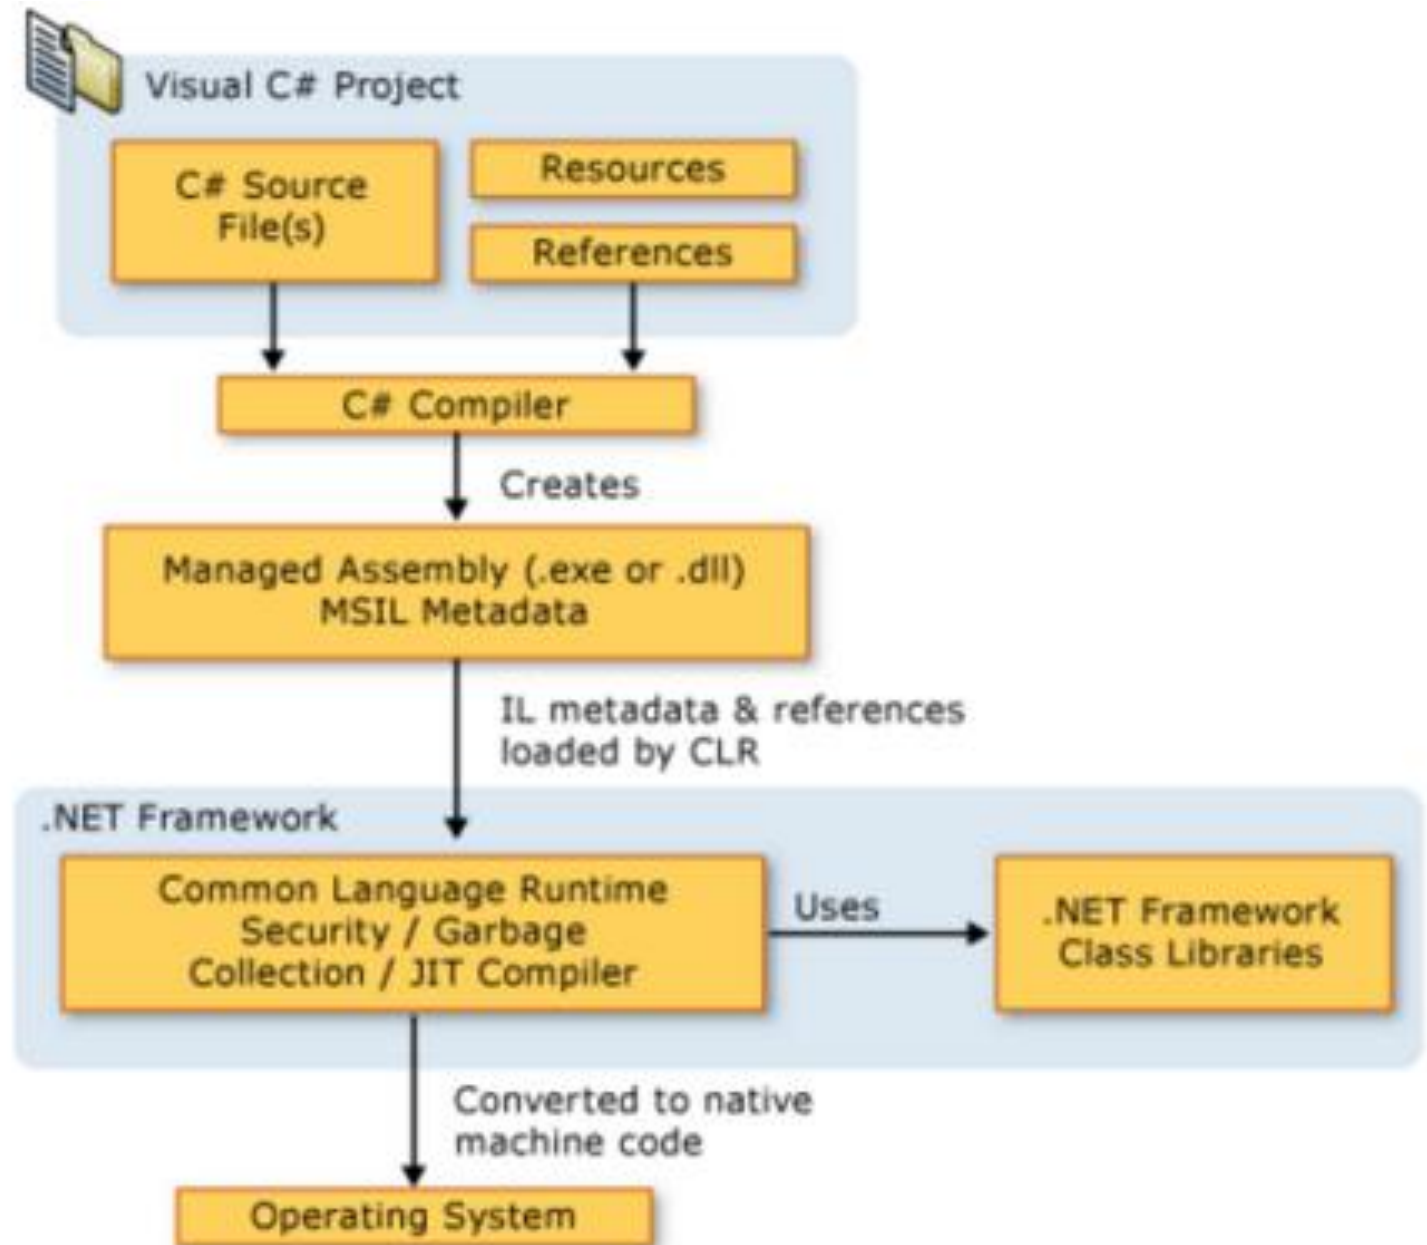 Visual C# Project
C# Source
File(s)
Resources
References
C# Compiler
Creates
Managed Assembly (.exe or .dll)
MSIL Metadata
IL metadata & references
loaded by CLR
.NET Framework
Common Language Runtime
Security / Garbage
Collection / JIT Compiler
Uses
.NET Framework
Class Libraries
Converted to native
machine code
Operating System